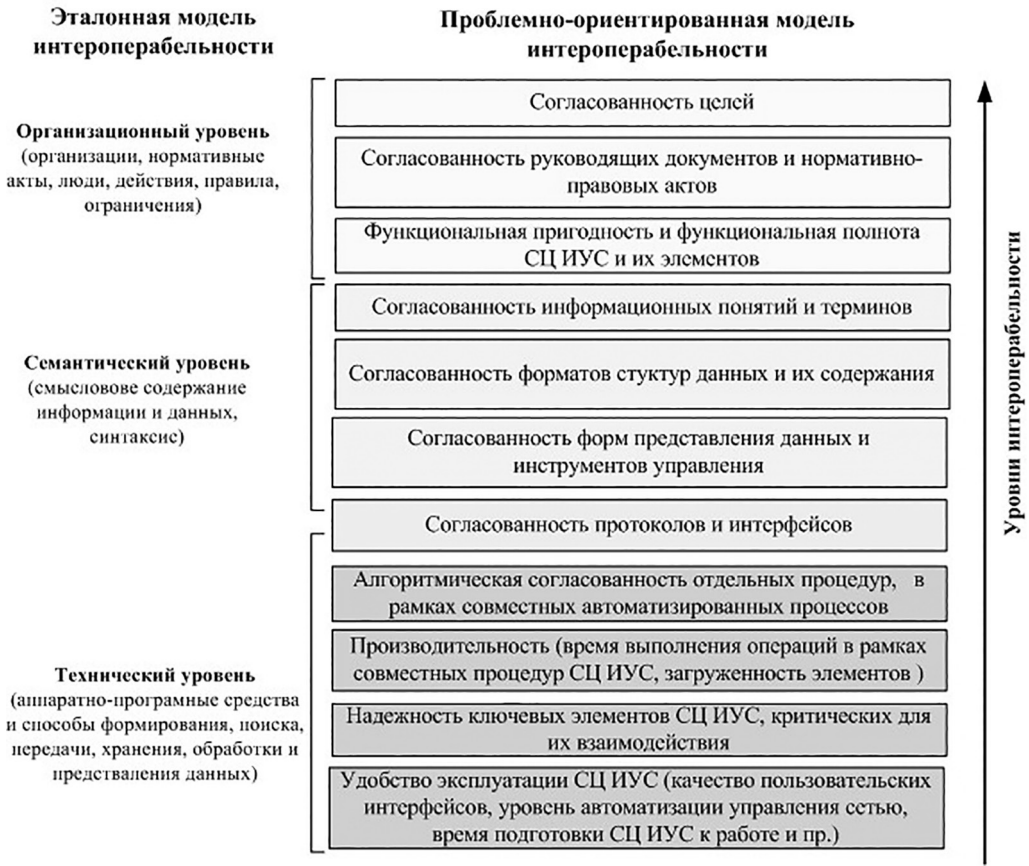 Эталонная модель
интероперабельности
Проблемно-ориентированная модель
интероперабельности
Организационный уровень
(организации, нормативные
акты, люди, действия, правила,
ограничения)
Согласованность целей
Согласованность руководящих документов и нормативно-
правовых актов
Функциональная пригодность и функциональная полнота
СЦ ИУС и их элементов
Семантический уровень
(смысловове содержание
информации и данных,
синтаксис)
Согласованность информационных понятий и терминов
Согласованность форматов стуктур данных и их содержания
Согласованность форм представления данных и
инструментов управления
Согласованность протоколов и интерфейсов
Технический уровень
(аппаратно-програмные средства
и способы формирования, поиска,
передачи, хранения, обработки и
предстваления данных)
Алгоритмическая согласованность отдельных процедур, в
рамках совместных автоматизированных процессов
Производительность (время выполнения операций в рамках
совместных процедур СЦ ИУС, загруженность элементов )
Надежность ключевых элементов СЦ ИУС, критических для
их взаимодействия
Удобство эксплуатации СЦ ИУС (качество пользовательских
интерфейсов, уровень автоматизации управления сетью,
время подготовки СЦ ИУС к работе и пр.)
Уровни интероперабельности